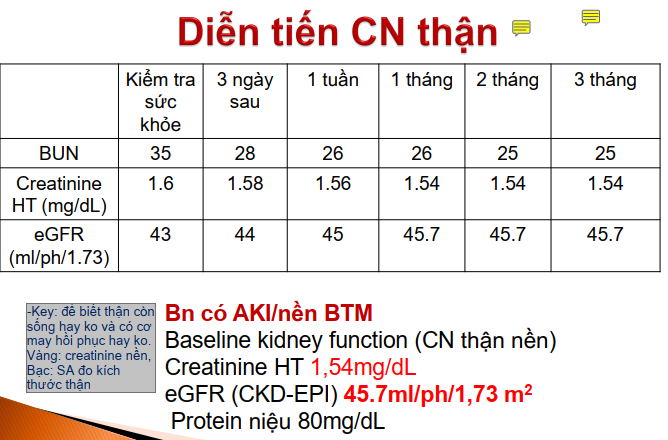 Diễn tiến CN thận
Kiểm tra sức khỏe 3 ngày sau 1 tuần 1 tháng 2 tháng 3 tháng
BUN 35 28 26 26 25 25
Creatinine HT (mg/dL) 1.6 1.58 1.56 1.54 1.54 1.54
eGFR (ml/ph/1.73) 43 44 45 45.7 45.7 45.7
-Key: để biết thận còn
sống hay ko và có cơ
may hồi phục hay ko.
Vàng: creatinine nền,
Bạc: SA đo kích
thước thận
Bn có AKI/nền BTM
Baseline kidney function (CN thận nền)
Creatinine HT 1,54mg/dL
eGFR (CKD-EPI) 45.7ml/ph/1,73 m²
Protein niệu 80mg/dL